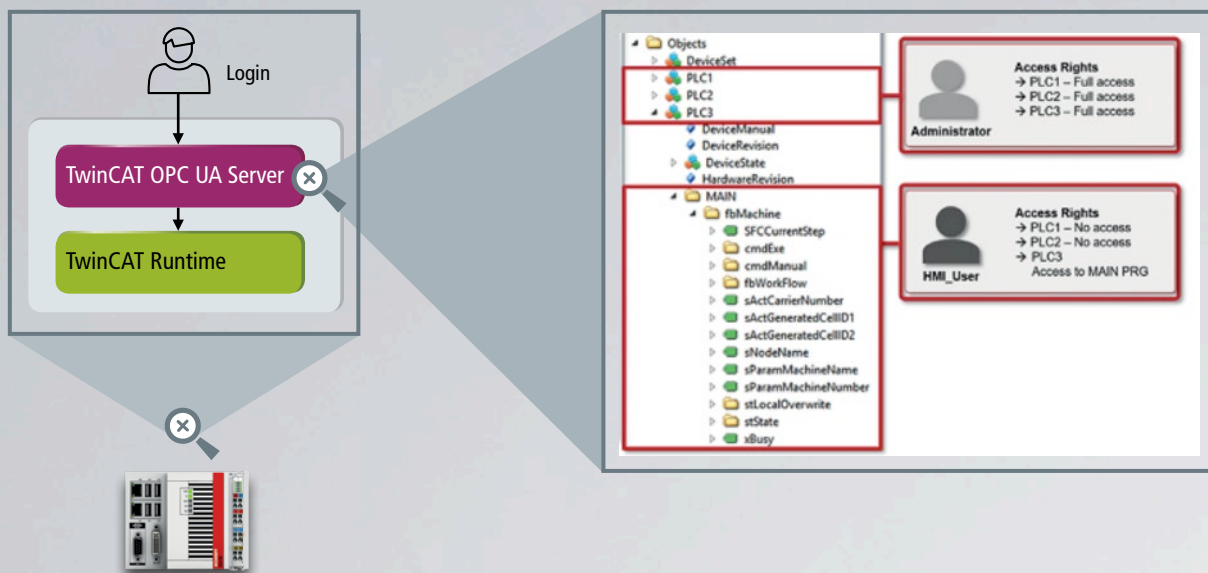 Login
TwinCAT OPC UA Server
TwinCAT Runtime
Objects
DeviceSet
PLC1
PLC2
PLC3
DeviceManual
DeviceRevision
DeviceState
HardwareRevision
MAIN
fbMachine
SFCCurrentStep
cmdExe
cmdManual
fbWorkFlow
sActCarrierNumber
sActGeneratedCellID1
sActGeneratedCellID2
sNodeName
sParamMachineName
sParamMachineNumber
stLocalOverwrite
stState
xBusy
Administrator
Access Rights
→ PLC1 – Full access
→ PLC2 – Full access
→ PLC3 – Full access
HMI_User
Access Rights
→ PLC1 – No access
→ PLC2 – No access
→ PLC3
Access to MAIN PRG